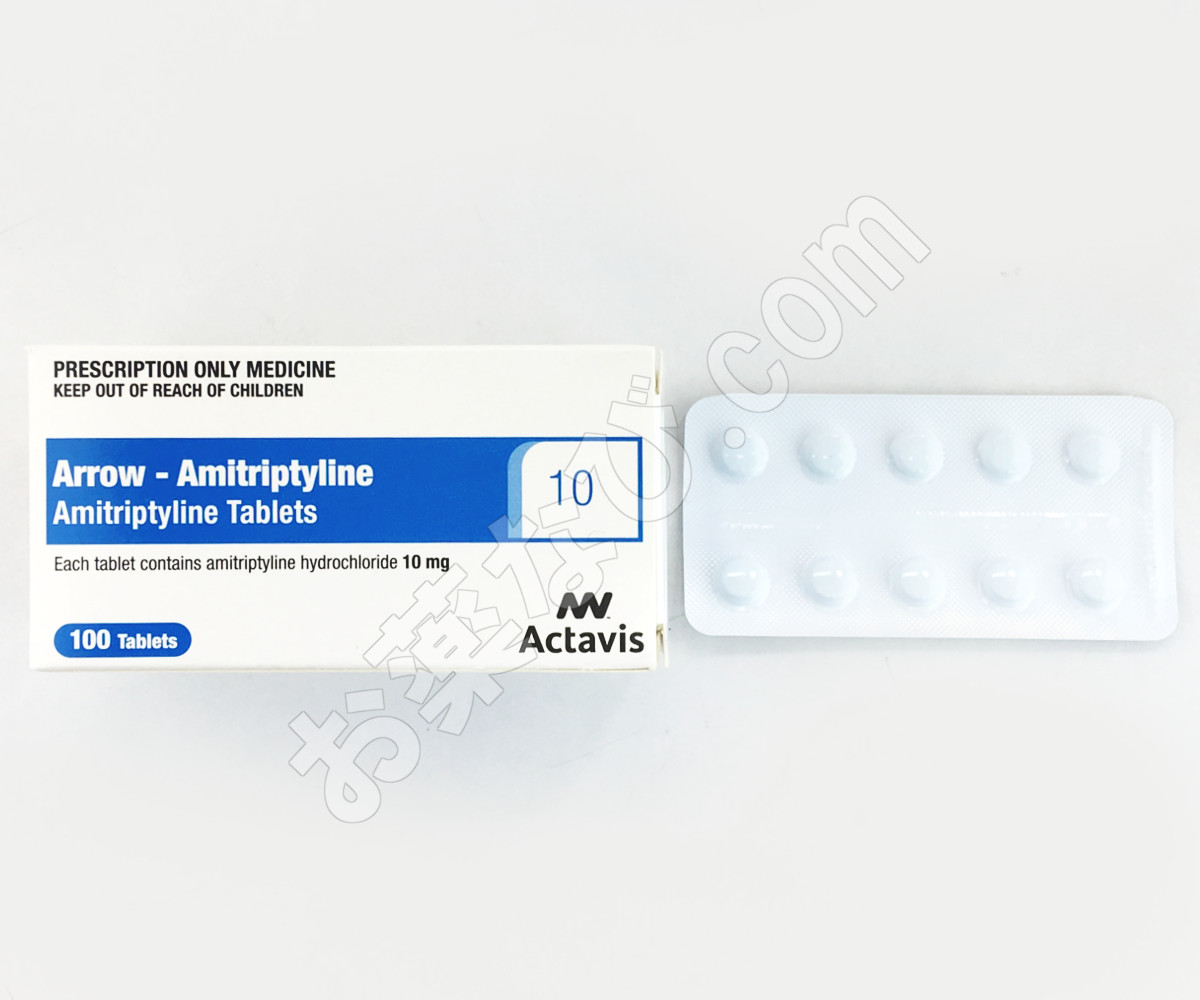 PRESCRIPTION ONLY MEDICINE
KEEP OUT OF REACH OF CHILDREN
Arrow - Amitriptyline
Amitriptyline Tablets
10
Each tablet contains amitriptyline hydrochloride 10 mg
100 Tablets
Actavis
お薬なび.com